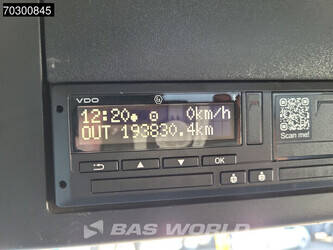 70300845
VDO
12:20 0km/h
OUT 193830.4km
OK
Scan me!
BAS WORLD